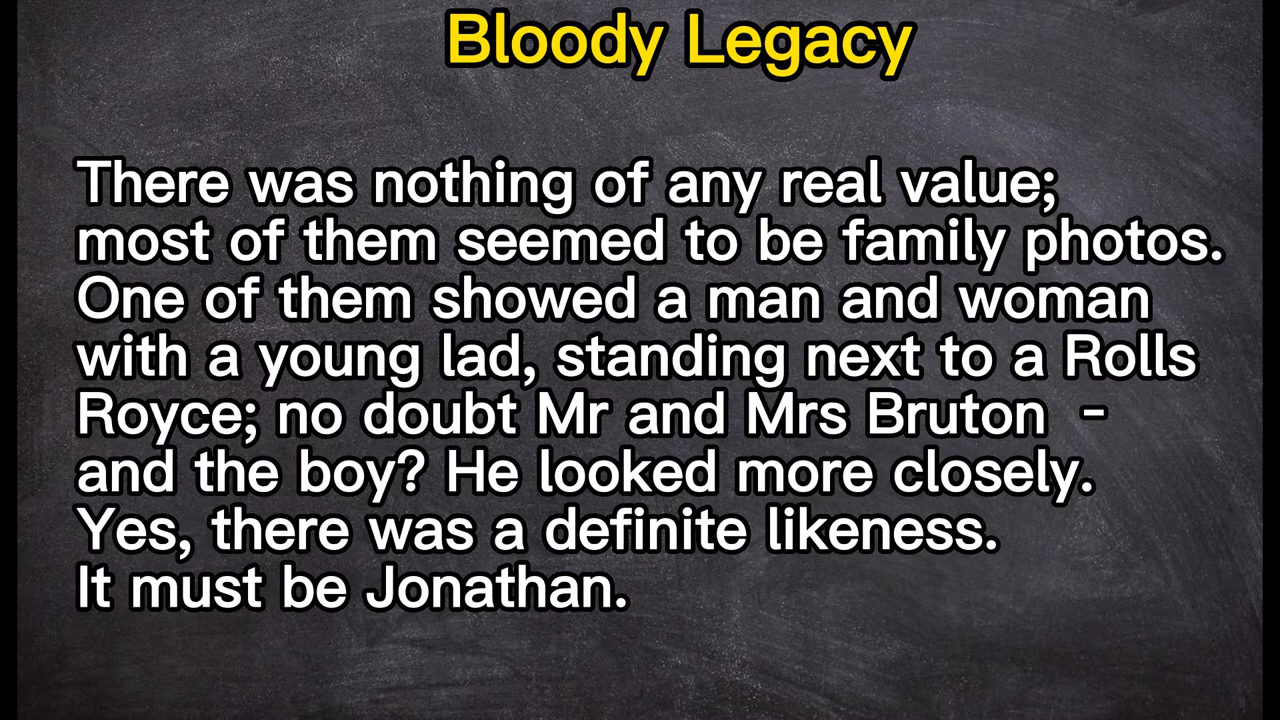 Bloody Legacy
There was nothing of any real value;
most of them seemed to be family photos.
One of them showed a man and woman
with a young lad, standing next to a Rolls
Royce; no doubt Mr and Mrs Bruton -
and the boy? He looked more closely.
Yes, there was a definite likeness.
It must be Jonathan.